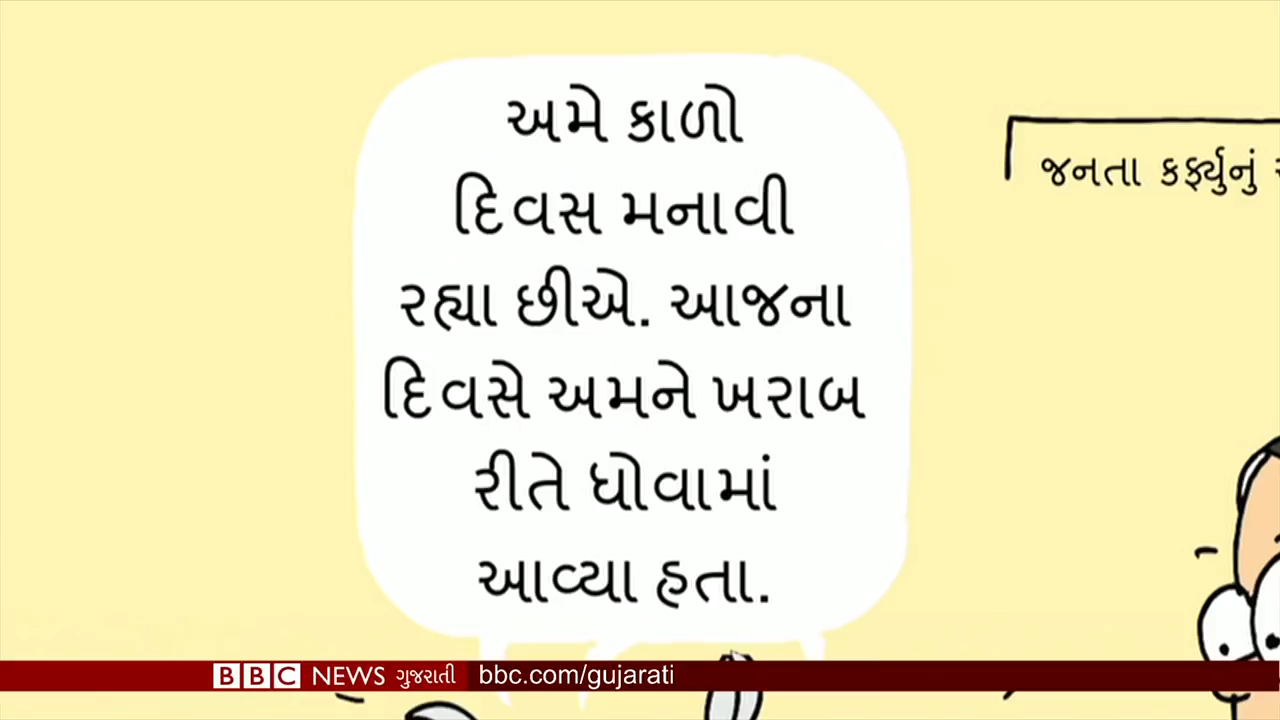 અમે કાળો
દિવસ મનાવી
રહ્યા છીએ. આજના
દિવસે અમને ખરાબ
રીતે ધોવામાં
આવ્યા હતા.
જનતા કર્ફ્યુનું
BBC NEWS ગુજરાતી bbc.com/gujarati